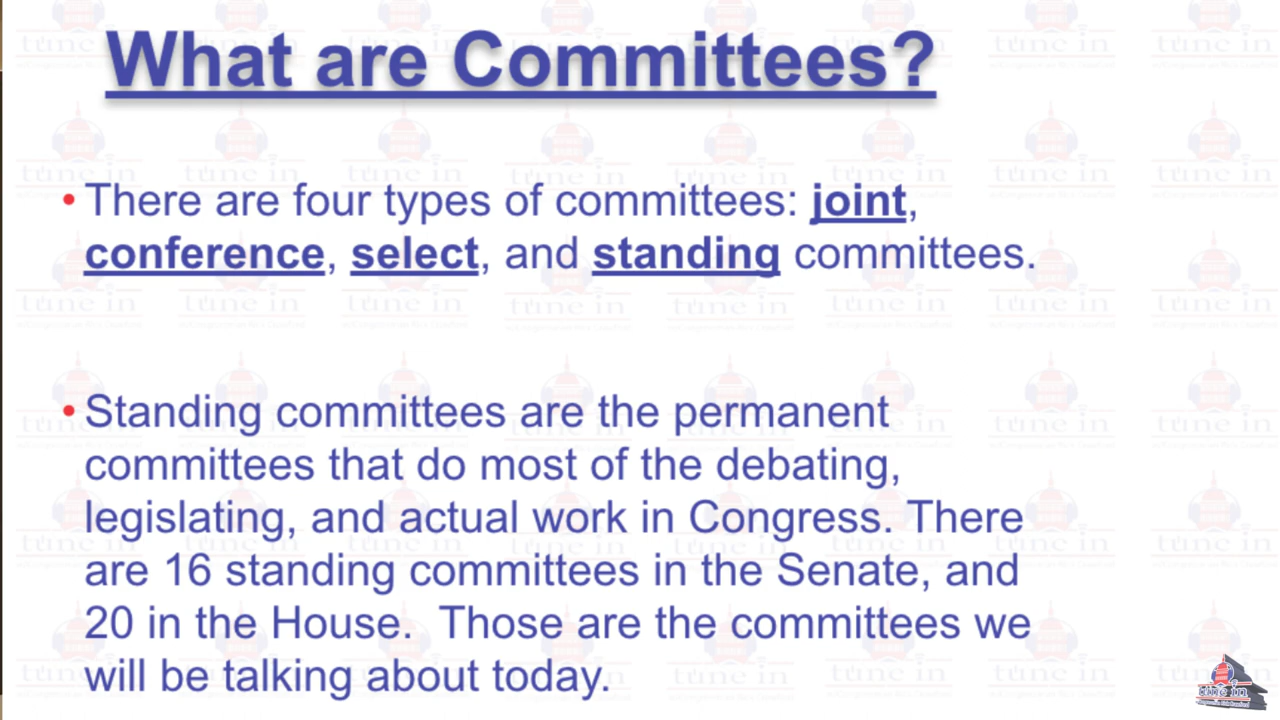 What are Committees?
• There are four types of committees: joint,
conference, select, and standing committees.
• Standing committees are the permanent
committees that do most of the debating,
legislating, and actual work in Congress. There
are 16 standing committees in the Senate, and
20 in the House.  Those are the committees we
will be talking about today.
tune in